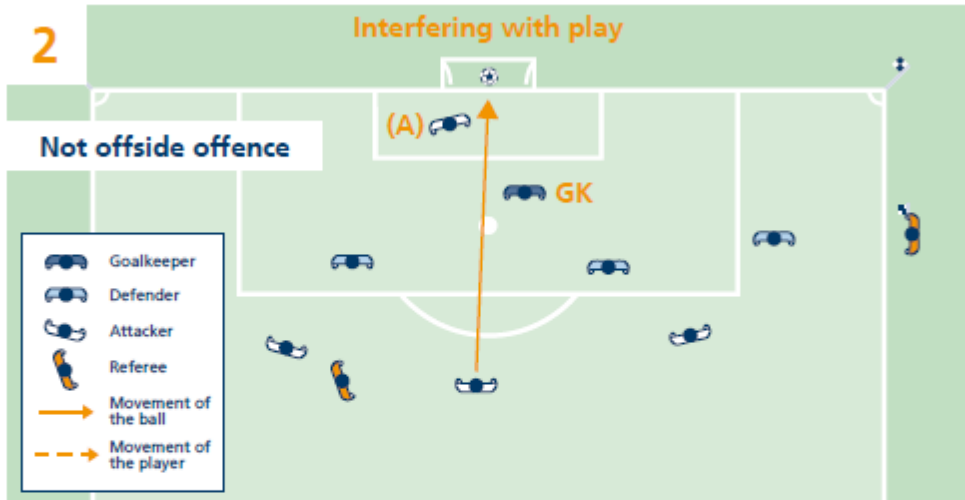 2
Interfering with play
(A)
Not offside offence
GK
Goalkeeper
Defender
Attacker
Referee
Movement of
the ball
Movement of
the player